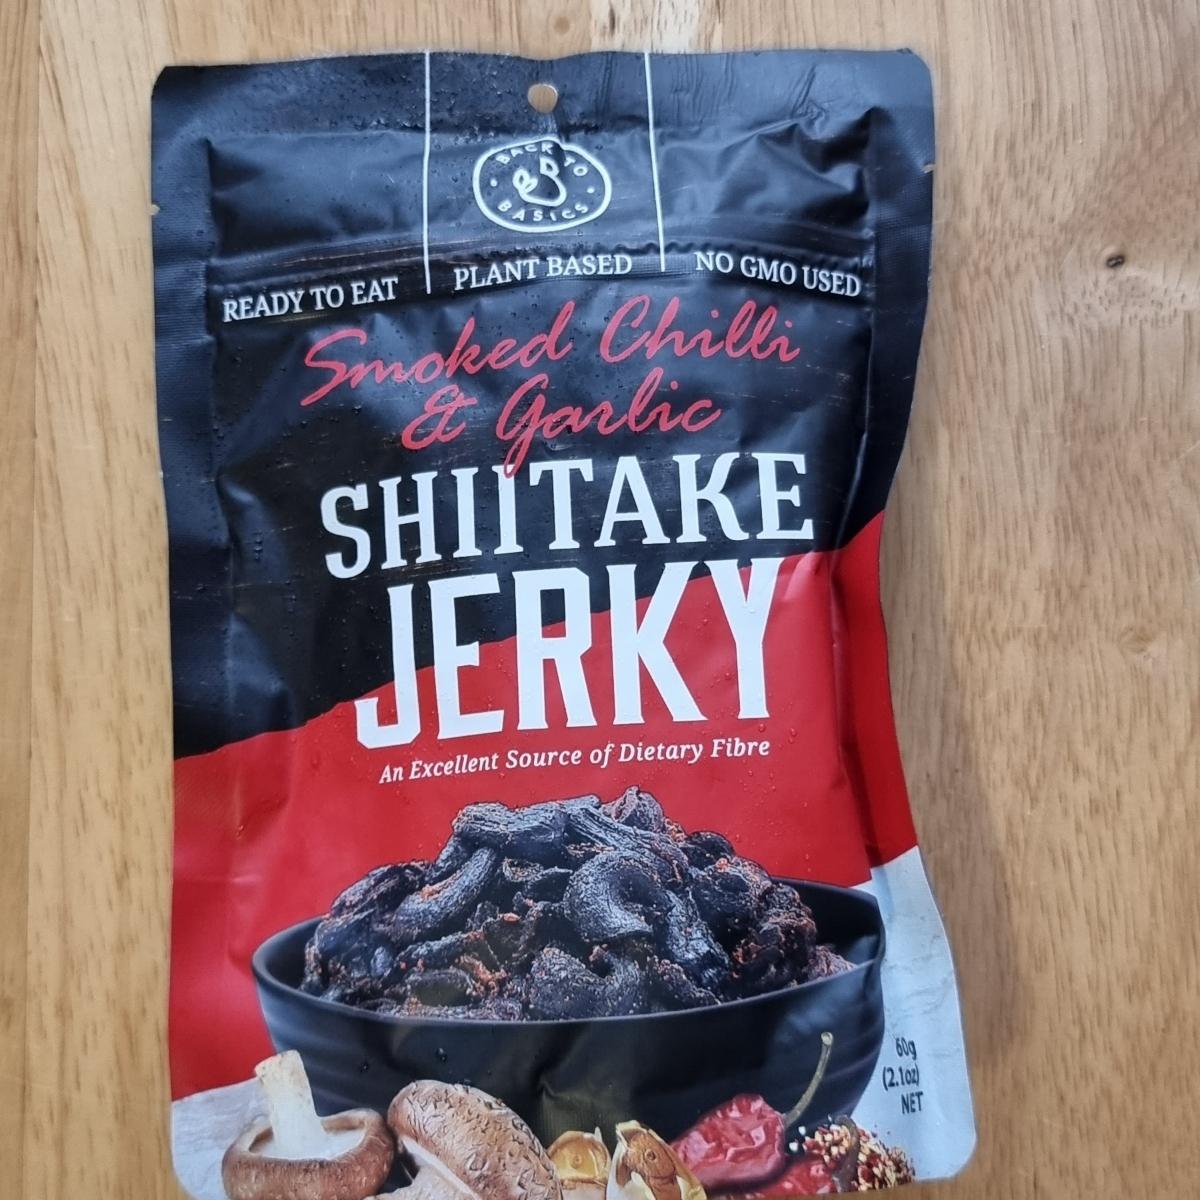 BACK TO
BASICS
READY TO EAT
PLANT BASED
NO GMO USED
Smoked Chilli
& Garlic
SHIITAKE
JERKY
An Excellent Source of Dietary Fibre
60g
(2.1oz)
NET